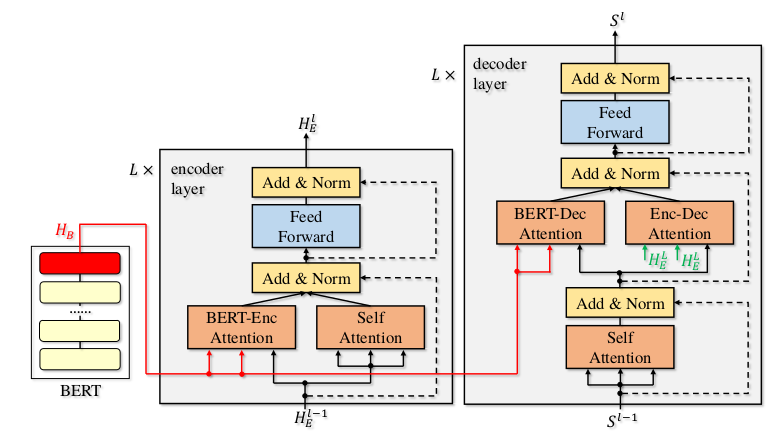 H_B
......
BERT
H_E^l
L ×
encoder
layer
Add & Norm
Feed
Forward
Add & Norm
BERT-Enc
Attention
Self
Attention
H_E^{l-1}
S^l
L ×
decoder
layer
Add & Norm
Feed
Forward
Add & Norm
BERT-Dec
Attention
Enc-Dec
Attention
H_E^L H_E^L
Add & Norm
Self
Attention
S^{l-1}